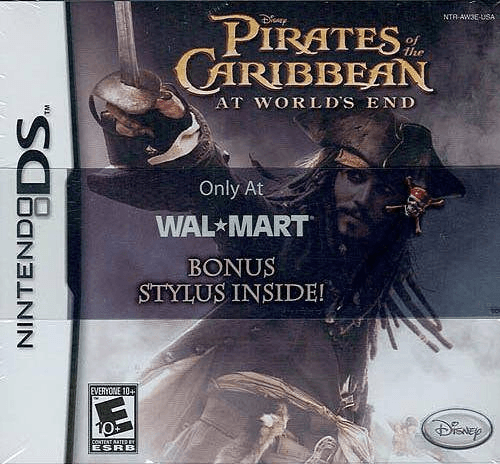 Disney
NTR-AW3E-USA
PIRATES of the
CARIBBEAN
AT WORLD'S END
NINTENDO DS™
Only At
WAL★MART®
BONUS
STYLUS INSIDE!
EVERYONE 10+
E
10+
CONTENT RATED BY
ESRB
Disney